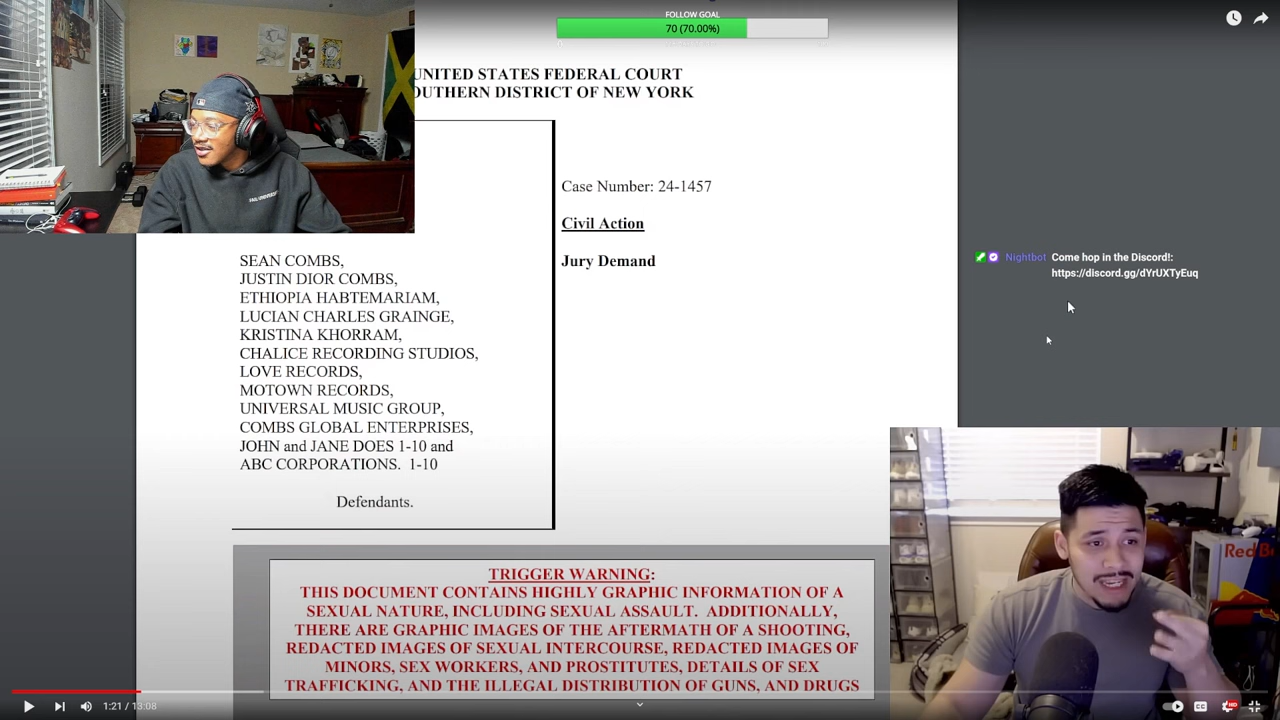 FOLLOW GOAL
70 (70.00%)
UNITED STATES FEDERAL COURT
OUTHERN DISTRICT OF NEW YORK
Case Number: 24-1457
Civil Action
Jury Demand
SEAN COMBS,
JUSTIN DIOR COMBS,
ETHIOPIA HABTEMARIAM,
LUCIAN CHARLES GRAINGE,
KRISTINA KHORRAM,
CHALICE RECORDING STUDIOS,
LOVE RECORDS,
MOTOWN RECORDS,
UNIVERSAL MUSIC GROUP,
COMBS GLOBAL ENTERPRISES,
JOHN and JANE DOES 1-10 and
ABC CORPORATIONS. 1-10
Defendants.
Nightbot Come hop in the Discord!:
https://discord.gg/dYrUXTyEuq
TRIGGER WARNING:
THIS DOCUMENT CONTAINS HIGHLY GRAPHIC INFORMATION OF A
SEXUAL NATURE, INCLUDING SEXUAL ASSAULT. ADDITIONALLY,
THERE ARE GRAPHIC IMAGES OF THE AFTERMATH OF A SHOOTING,
REDACTED IMAGES OF SEXUAL INTERCOURSE, REDACTED IMAGES OF
MINORS, SEX WORKERS, AND PROSTITUTES, DETAILS OF SEX
TRAFFICKING, AND THE ILLEGAL DISTRIBUTION OF GUNS, AND DRUGS
Red B
1:21 / 13:08
CC
HD